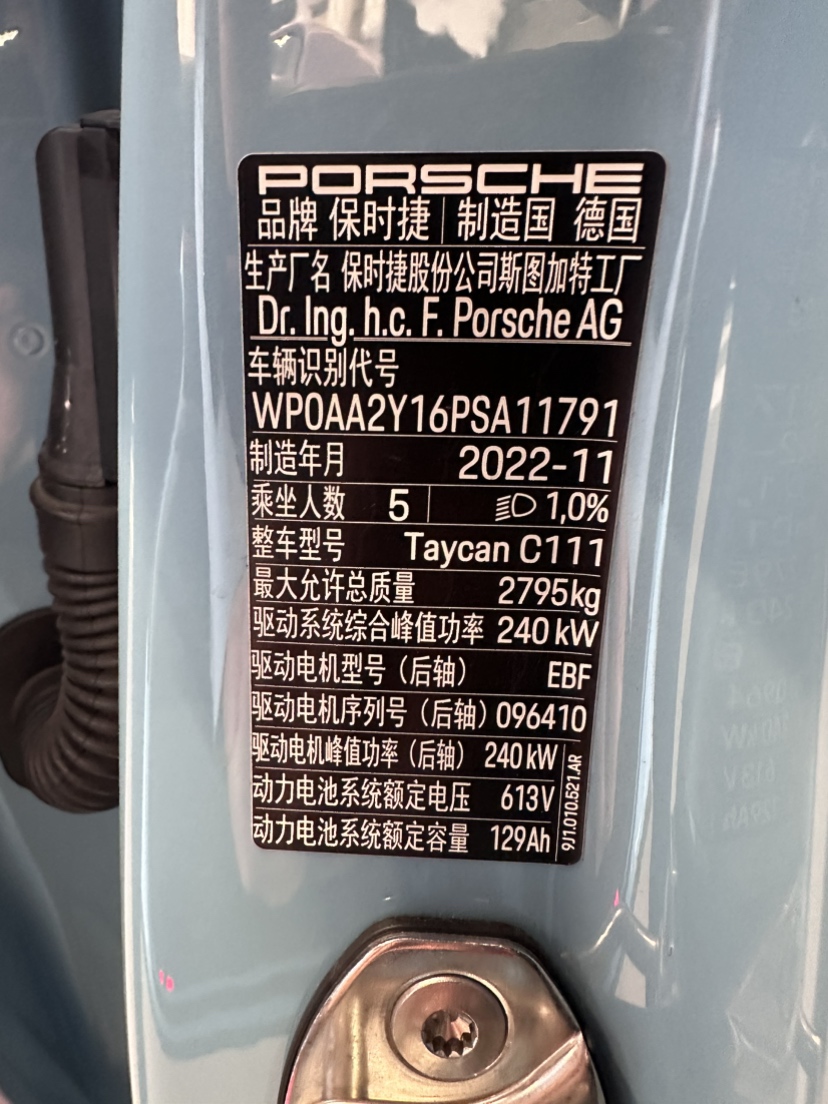 PORSCHE
品牌 保时捷 制造国 德国
生产厂名 保时捷股份公司斯图加特工厂
Dr. Ing. h.c. F. Porsche AG
车辆识别代号
WP0AA2Y16PSA11791
制造年月 2022-11
乘坐人数 5 1,0%
整车型号 Taycan C111
最大允许总质量 2795kg
驱动系统综合峰值功率 240 kW
驱动电机型号（后轴） EBF
驱动电机序列号（后轴） 096410
驱动电机峰值功率（后轴） 240 kW
动力电池系统额定电压 613V
动力电池系统额定容量 129Ah
9J1.010.521.AR